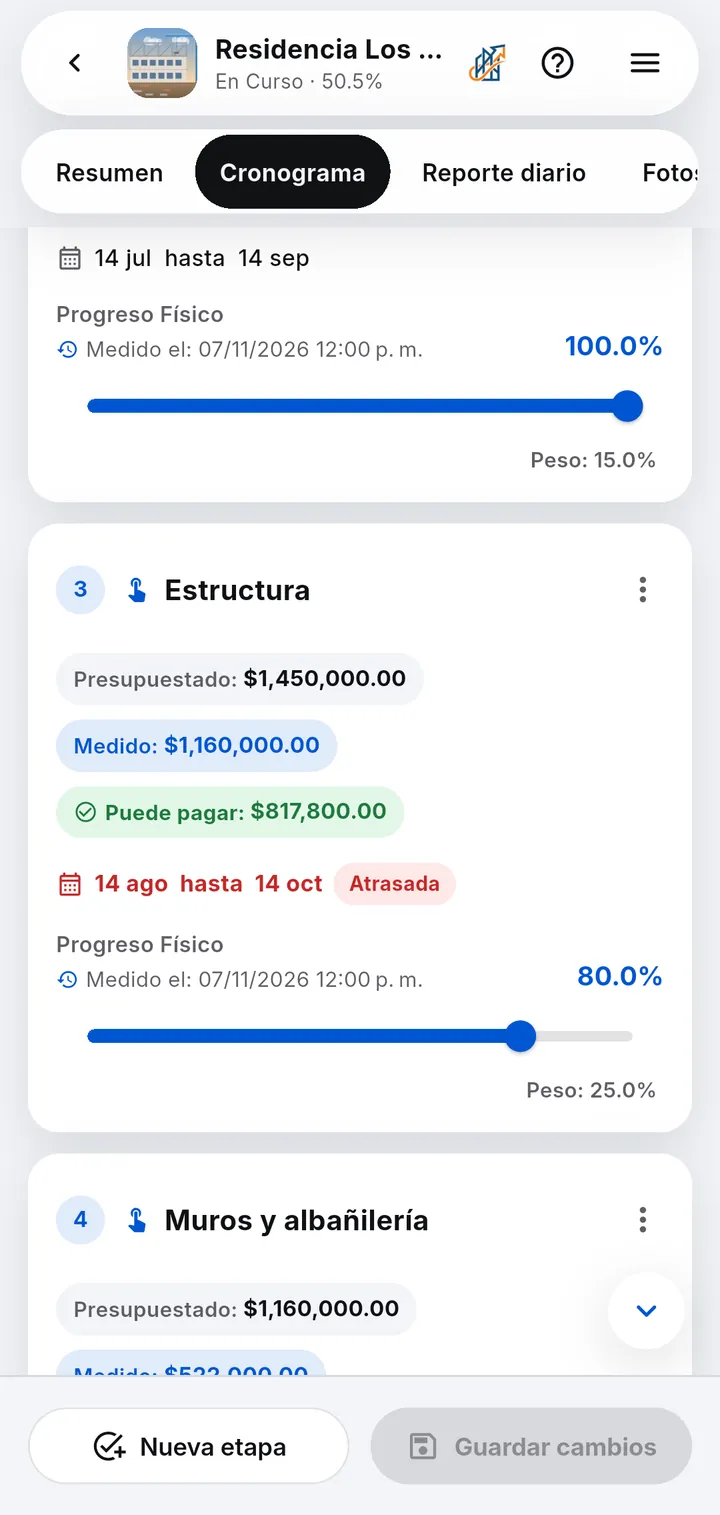 Residencia Los ...
En Curso · 50.5%
Resumen
Cronograma
Reporte diario
Fotos
14 jul hasta 14 sep
Progreso Físico
Medido el: 07/11/2026 12:00 p. m.
100.0%
Peso: 15.0%
3
Estructura
Presupuestado: $1,450,000.00
Medido: $1,160,000.00
Puede pagar: $817,800.00
14 ago hasta 14 oct
Atrasada
Progreso Físico
Medido el: 07/11/2026 12:00 p. m.
80.0%
Peso: 25.0%
4
Muros y albañilería
Presupuestado: $1,160,000.00
Medido: $522,000.00
Nueva etapa
Guardar cambios